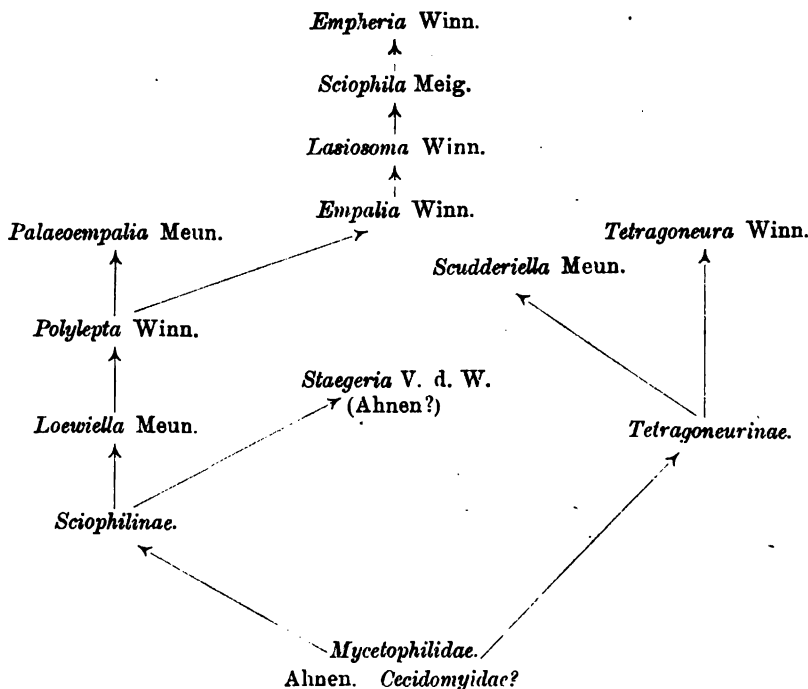 Empheria Winn.
Sciophila Meig.
Lasiosoma Winn.
Empalia Winn.
Palaeoempalia Meun.
Tetragoneura Winn.
Scudderiella Meun.
Polylepta Winn.
Staegeria V. d. W.
(Ahnen?)
Loewiella Meun.
Tetragoneurinae.
Sciophilinae.
Mycetophilidae.
Ahnen. Cecidomyidae?